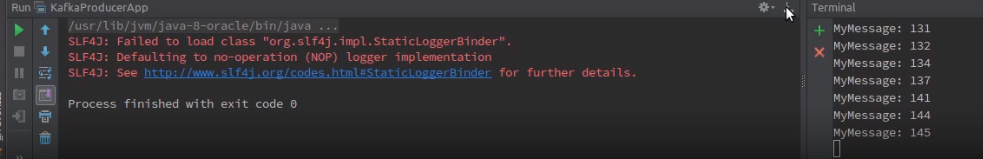 Run KafkaProducerApp
/usr/lib/jvm/java-8-oracle/bin/java ...
SLF4J: Failed to load class "org.slf4j.impl.StaticLoggerBinder".
SLF4J: Defaulting to no-operation (NOP) logger implementation
SLF4J: See http://www.slf4j.org/codes.html#StaticLoggerBinder for further details.
Process finished with exit code 0
Terminal
MyMessage: 131
MyMessage: 132
MyMessage: 134
MyMessage: 137
MyMessage: 141
MyMessage: 144
MyMessage: 145